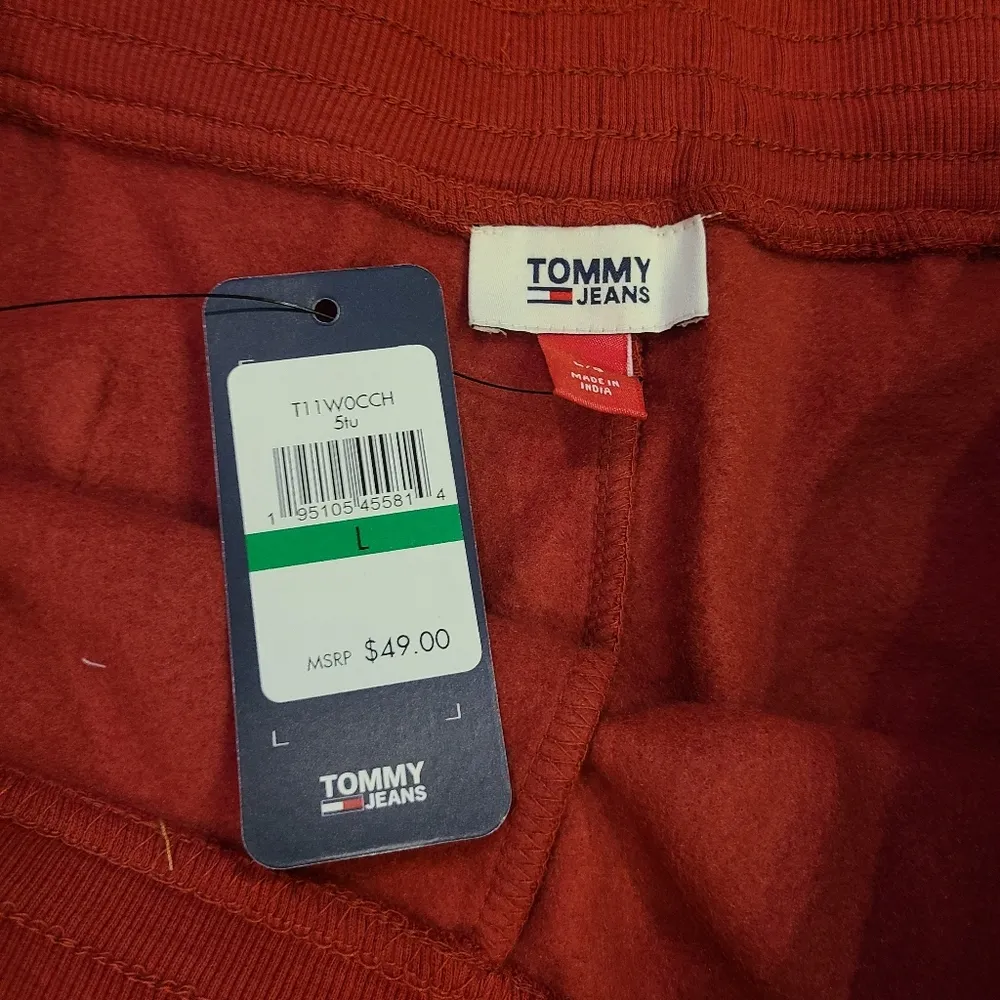 TOMMY
JEANS
MADE IN
INDIA
T11W0CCH
5tu
1 95105 45581 4
L
MSRP $49.00
TOMMY
JEANS